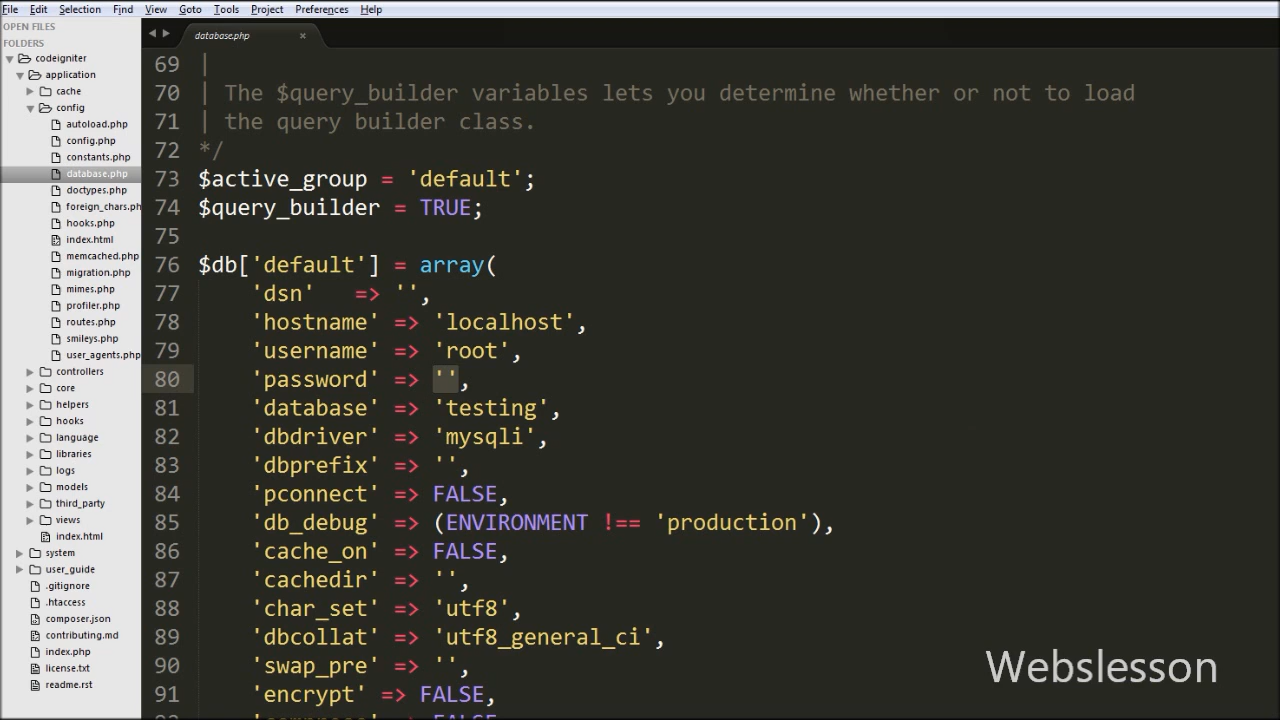 File Edit Selection Find View Goto Tools Project Preferences Help
OPEN FILES
FOLDERS
codeigniter
application
cache
config
autoload.php
config.php
constants.php
database.php
doctypes.php
foreign_chars.ph
hooks.php
index.html
memcached.php
migration.php
mimes.php
profiler.php
routes.php
smileys.php
user_agents.php
controllers
core
helpers
hooks
language
libraries
logs
models
third_party
views
index.html
system
user_guide
.gitignore
.htaccess
composer.json
contributing.md
index.php
license.txt
readme.rst
database.php ×
69 |
70 | The $query_builder variables lets you determine whether or not to load
71 | the query builder class.
72 */
73 $active_group = 'default';
74 $query_builder = TRUE;
75
76 $db['default'] = array(
77 'dsn' => '',
78 'hostname' => 'localhost',
79 'username' => 'root',
80 'password' => '',
81 'database' => 'testing',
82 'dbdriver' => 'mysqli',
83 'dbprefix' => '',
84 'pconnect' => FALSE,
85 'db_debug' => (ENVIRONMENT !== 'production'),
86 'cache_on' => FALSE,
87 'cachedir' => '',
88 'char_set' => 'utf8',
89 'dbcollat' => 'utf8_general_ci',
90 'swap_pre' => '',
91 'encrypt' => FALSE,
Webslesson